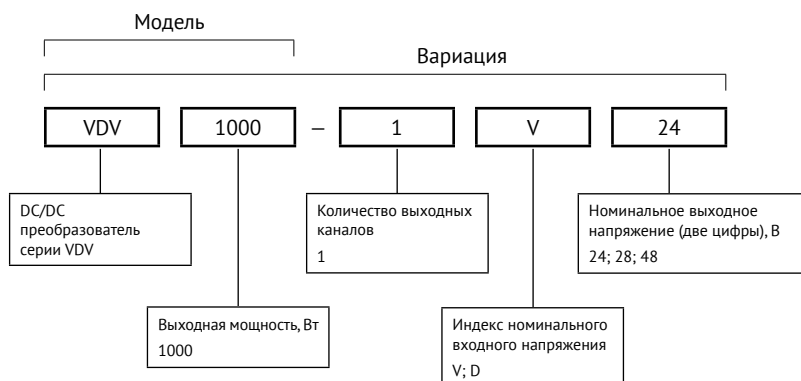 Модель
Вариация
VDV 1000 – 1 V 24
DC/DC
преобразователь
серии VDV
Количество выходных
каналов
1
Номинальное выходное
напряжение (две цифры), В
24; 28; 48
Выходная мощность, Вт
1000
Индекс номинального
входного напряжения
V; D